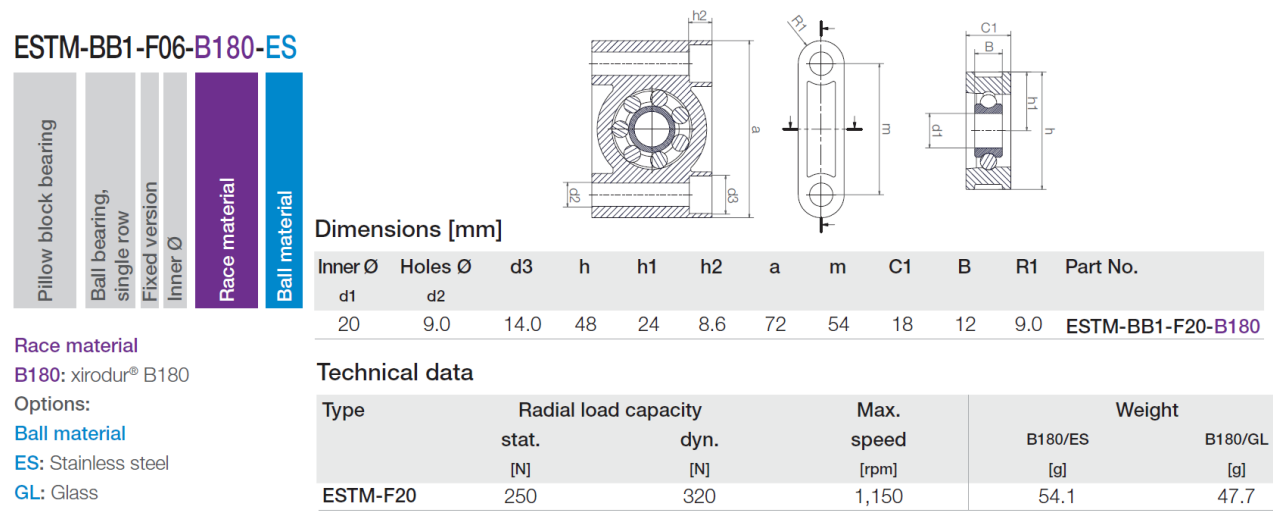 ESTM-BB1-F06-B180-ES
Pillow block bearing
Ball bearing,
single row
Fixed version
Inner Ø
Race material
Ball material
Race material
B180: xirodur® B180
Options:
Ball material
ES: Stainless steel
GL: Glass
h2
a
d2
d3
R1
m
C1
B
d1
h1
h
Dimensions [mm]
Inner Ø Holes Ø d3 h h1 h2 a m C1 B R1 Part No.
d1 d2
20 9.0 14.0 48 24 8.6 72 54 18 12 9.0 ESTM-BB1-F20-B180
Technical data
Type Radial load capacity Max. Weight
stat. dyn. speed B180/ES B180/GL
[N] [N] [rpm] [g] [g]
ESTM-F20 250 320 1,150 54.1 47.7